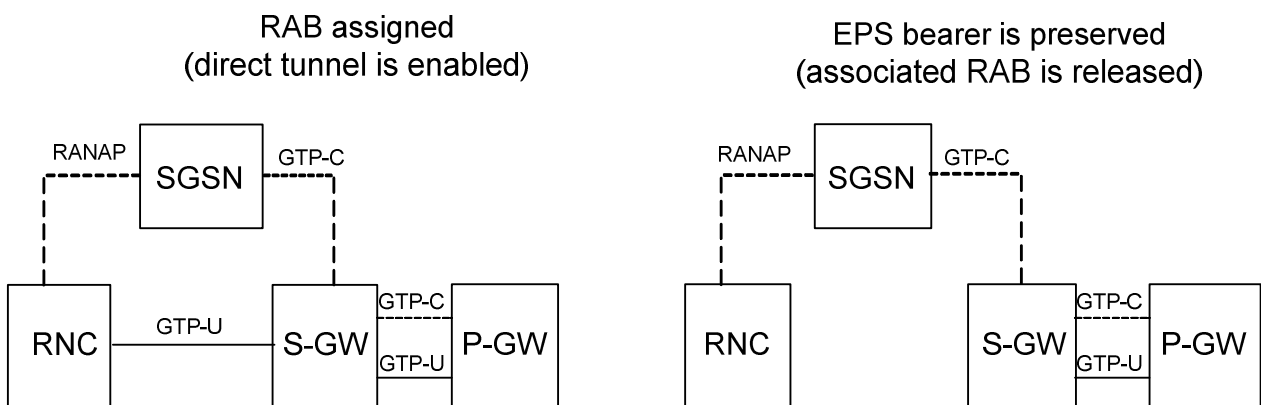 RAB assigned
(direct tunnel is enabled)
RANAP
GTP-C
SGSN
GTP-C
RNC
GTP-U
S-GW
P-GW
GTP-U
EPS bearer is preserved
(associated RAB is released)
RANAP
GTP-C
SGSN
GTP-C
RNC
S-GW
P-GW
GTP-U